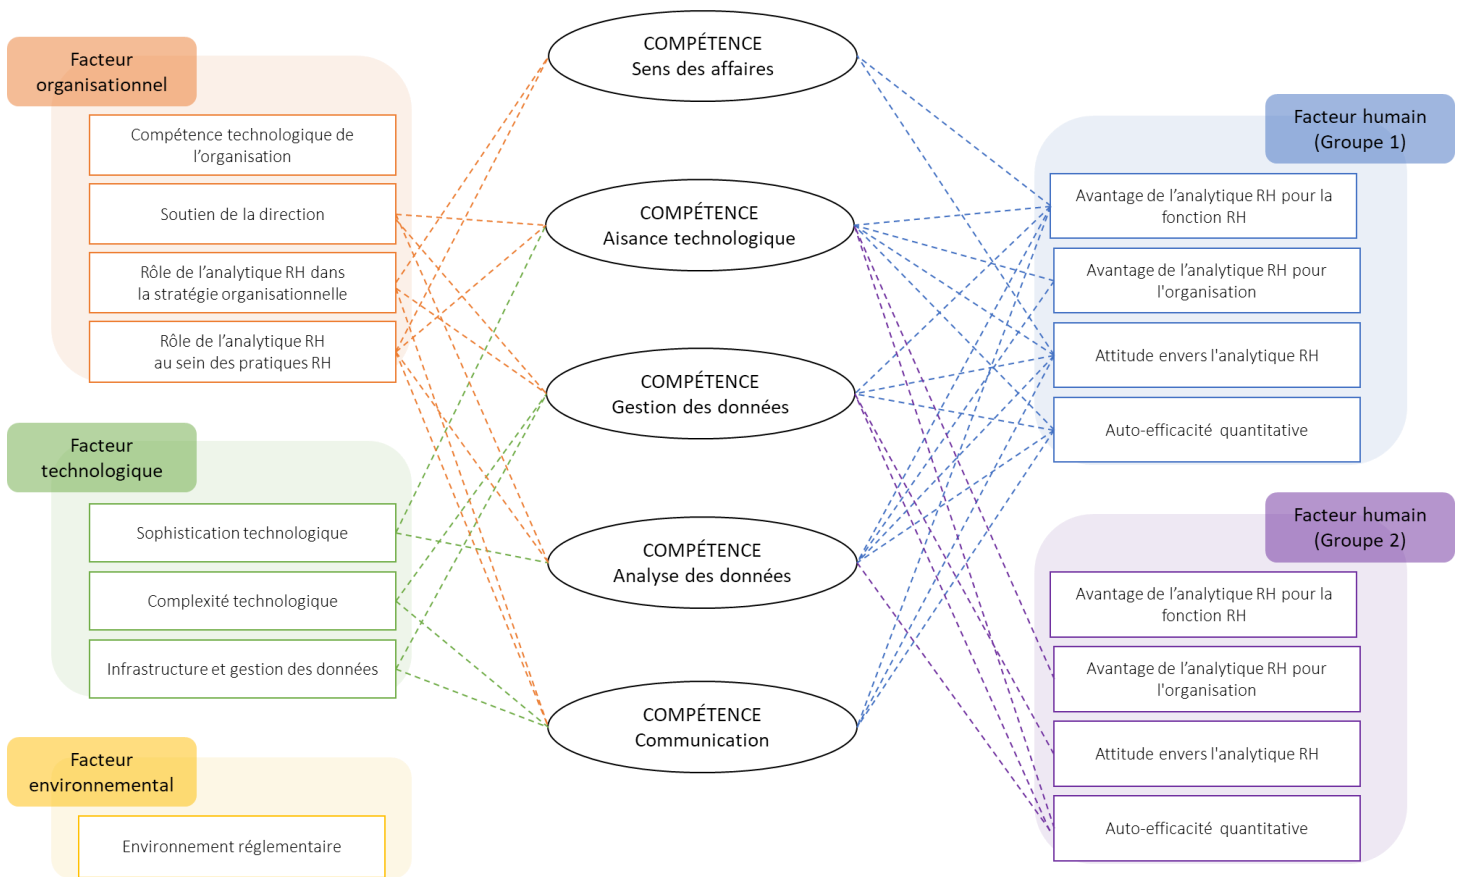 Facteur
organisationnel
Compétence technologique de
l’organisation
Soutien de la direction
Rôle de l’analytique RH dans
la stratégie organisationnelle
Rôle de l’analytique RH
au sein des pratiques RH
Facteur
technologique
Sophistication technologique
Complexité technologique
Infrastructure et gestion des données
Facteur
environnemental
Environnement réglementaire
COMPÉTENCE
Sens des affaires
COMPÉTENCE
Aisance technologique
COMPÉTENCE
Gestion des données
COMPÉTENCE
Analyse des données
COMPÉTENCE
Communication
Facteur humain
(Groupe 1)
Avantage de l’analytique RH pour la
fonction RH
Avantage de l’analytique RH pour
l'organisation
Attitude envers l'analytique RH
Auto-efficacité quantitative
Facteur humain
(Groupe 2)
Avantage de l’analytique RH pour la
fonction RH
Avantage de l’analytique RH pour
l'organisation
Attitude envers l'analytique RH
Auto-efficacité quantitative